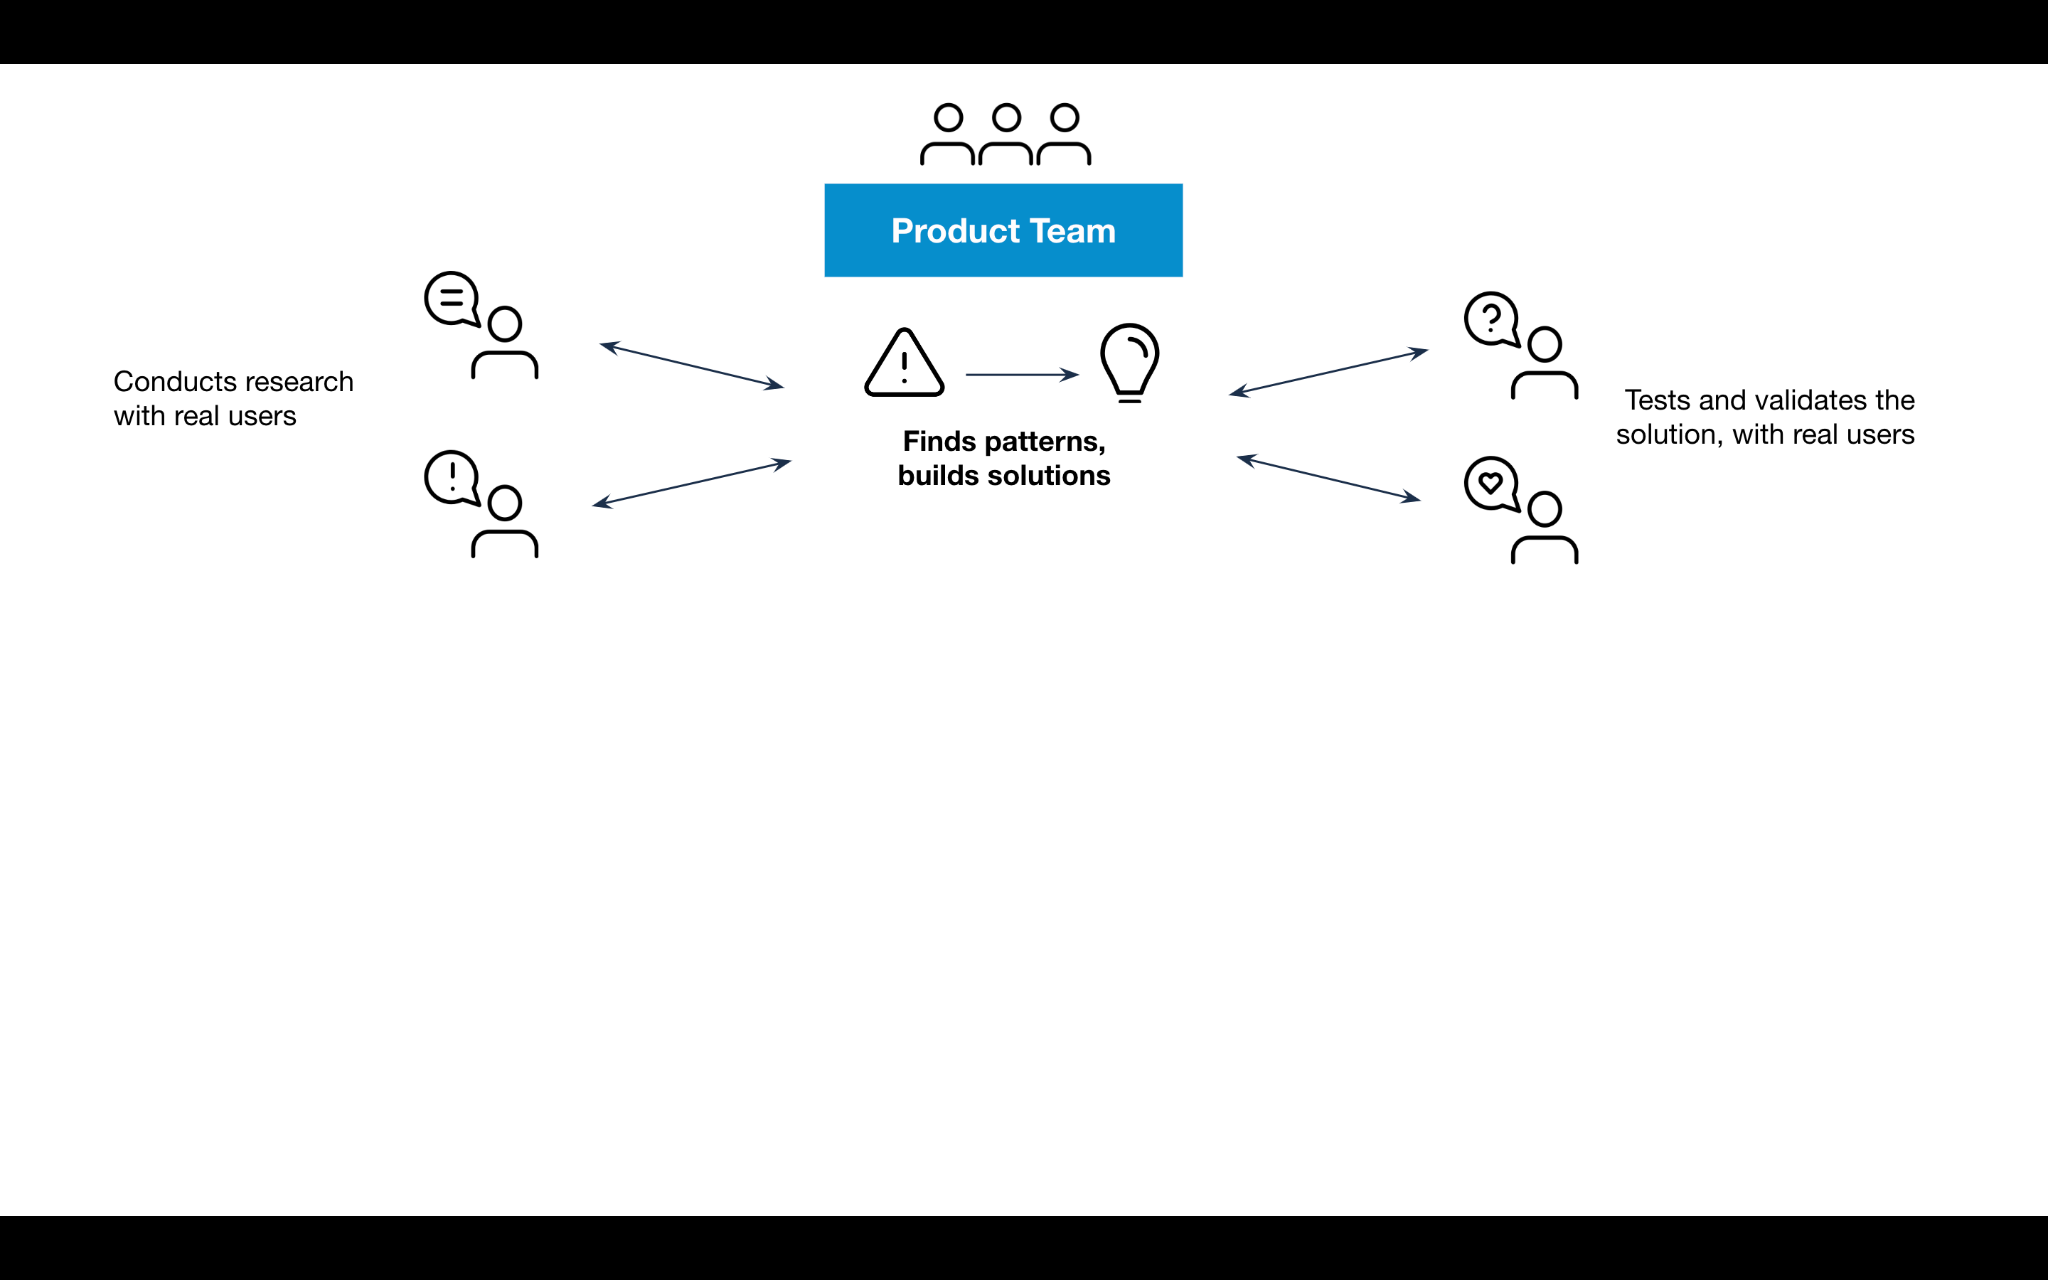 Product Team
Conducts research
with real users
Finds patterns,
builds solutions
Tests and validates the
solution, with real users